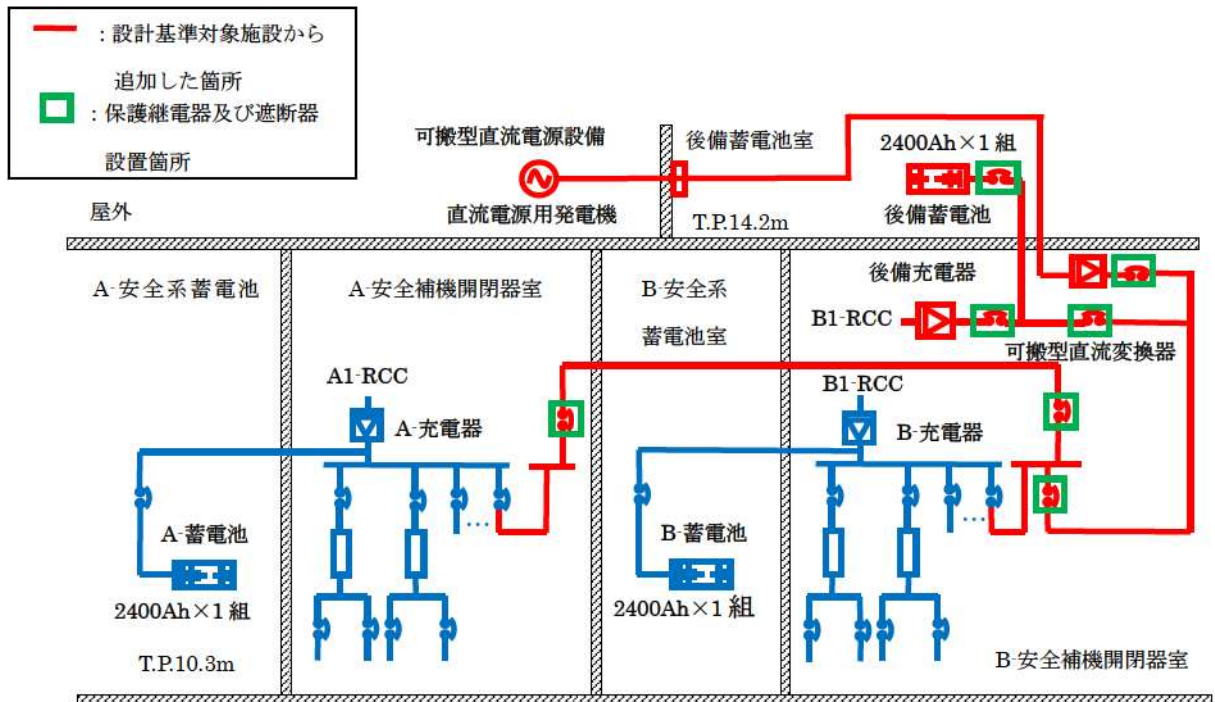 ：設計基準対象施設から
追加した箇所
：保護継電器及び遮断器
設置箇所
可搬型直流電源設備
後備蓄電池室
2400Ah×1 組
屋外
直流電源用発電機
T.P.14.2m
後備蓄電池
A-安全系蓄電池
A-安全補機開閉器室
B-安全系
蓄電池室
後備充電器
B1-RCC
可搬型直流変換器
A1-RCC
B1-RCC
A-充電器
B-充電器
…
…
A-蓄電池
B-蓄電池
2400Ah×1 組
2400Ah×1 組
T.P.10.3m
B-安全補機開閉器室